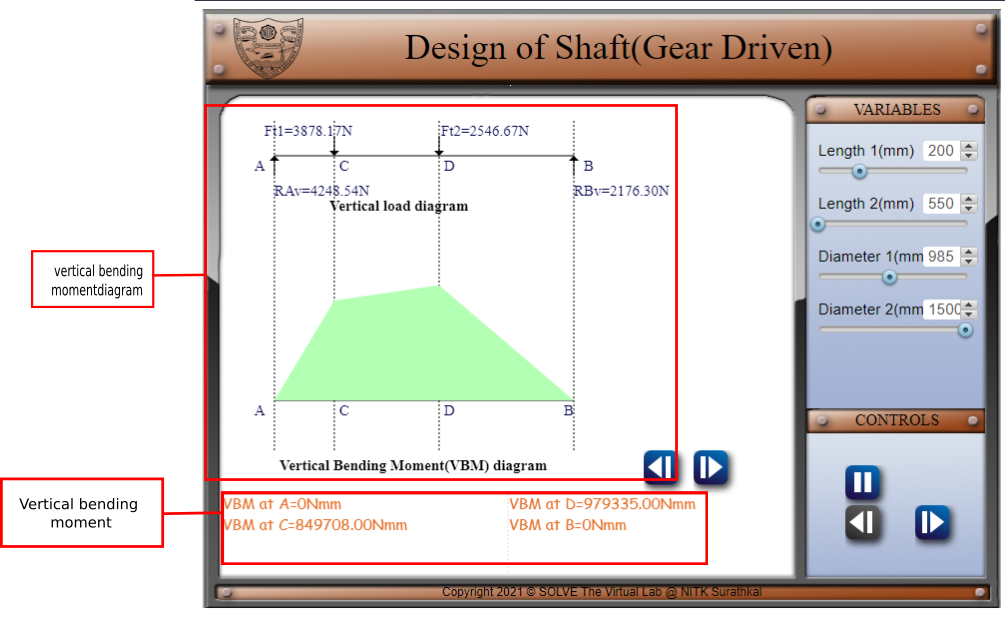 Design of Shaft(Gear Driven)
Ft1=3878.17N
Ft2=2546.67N
A
C
D
B
RAv=4248.54N
RBv=2176.30N
Vertical load diagram
vertical bending
momentdiagram
A
C
D
B
Vertical Bending Moment(VBM) diagram
Vertical bending
moment
VBM at A=0Nmm
VBM at D=979335.00Nmm
VBM at C=849708.00Nmm
VBM at B=0Nmm
VARIABLES
Length 1(mm) 200
Length 2(mm) 550
Diameter 1(mm 985
Diameter 2(mm 1500
CONTROLS
Copyright 2021 © SOLVE The Virtual Lab @ NITK Surathkal